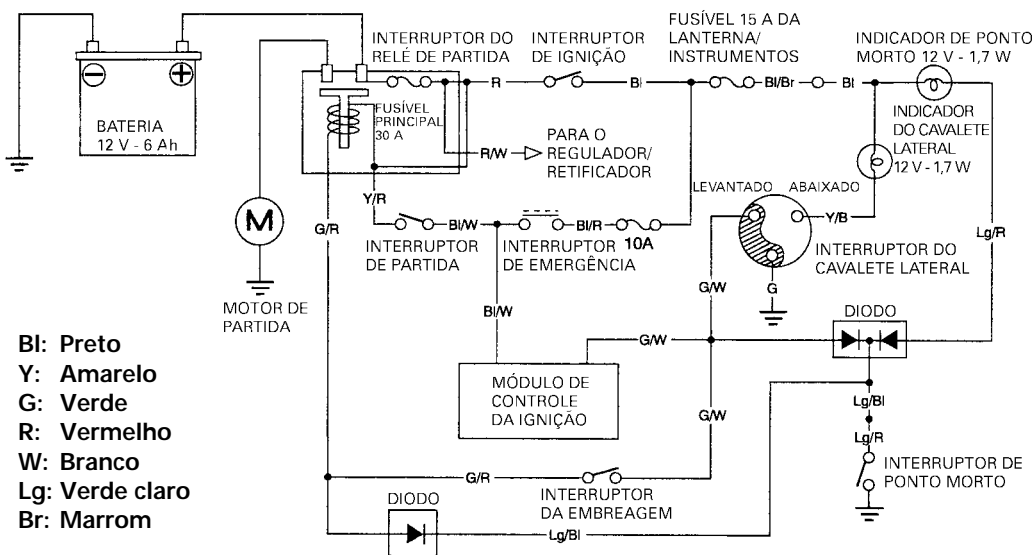 INTERRUPTOR DO
RELÉ DE PARTIDA
INTERRUPTOR
DE IGNIÇÃO
FUSÍVEL 15 A DA
LANTERNA/
INSTRUMENTOS
INDICADOR DE PONTO
MORTO 12 V - 1,7 W
R
Bl
Bl/Br
Bl
BATERIA
12 V - 6 Ah
FUSÍVEL
PRINCIPAL
30 A
R/W
PARA O
REGULADOR/
RETIFICADOR
INDICADOR
DO CAVALETE
LATERAL
12 V - 1,7 W
LEVANTADO
ABAIXADO
Y/R
G/R
M
Bl/W
Bl/R
10A
Y/B
Lg/R
INTERRUPTOR
DE PARTIDA
INTERRUPTOR
DE EMERGÊNCIA
INTERRUPTOR DO
CAVALETE LATERAL
G
G/W
MOTOR DE
PARTIDA
Bl/W
DIODO
G/W
MÓDULO DE
CONTROLE
DA IGNIÇÃO
G/W
Lg/Bl
Lg/R
INTERRUPTOR DE
PONTO MORTO
G/R
INTERRUPTOR
DA EMBREAGEM
DIODO
Lg/Bl
Bl: Preto
Y: Amarelo
G: Verde
R: Vermelho
W: Branco
Lg: Verde claro
Br: Marrom